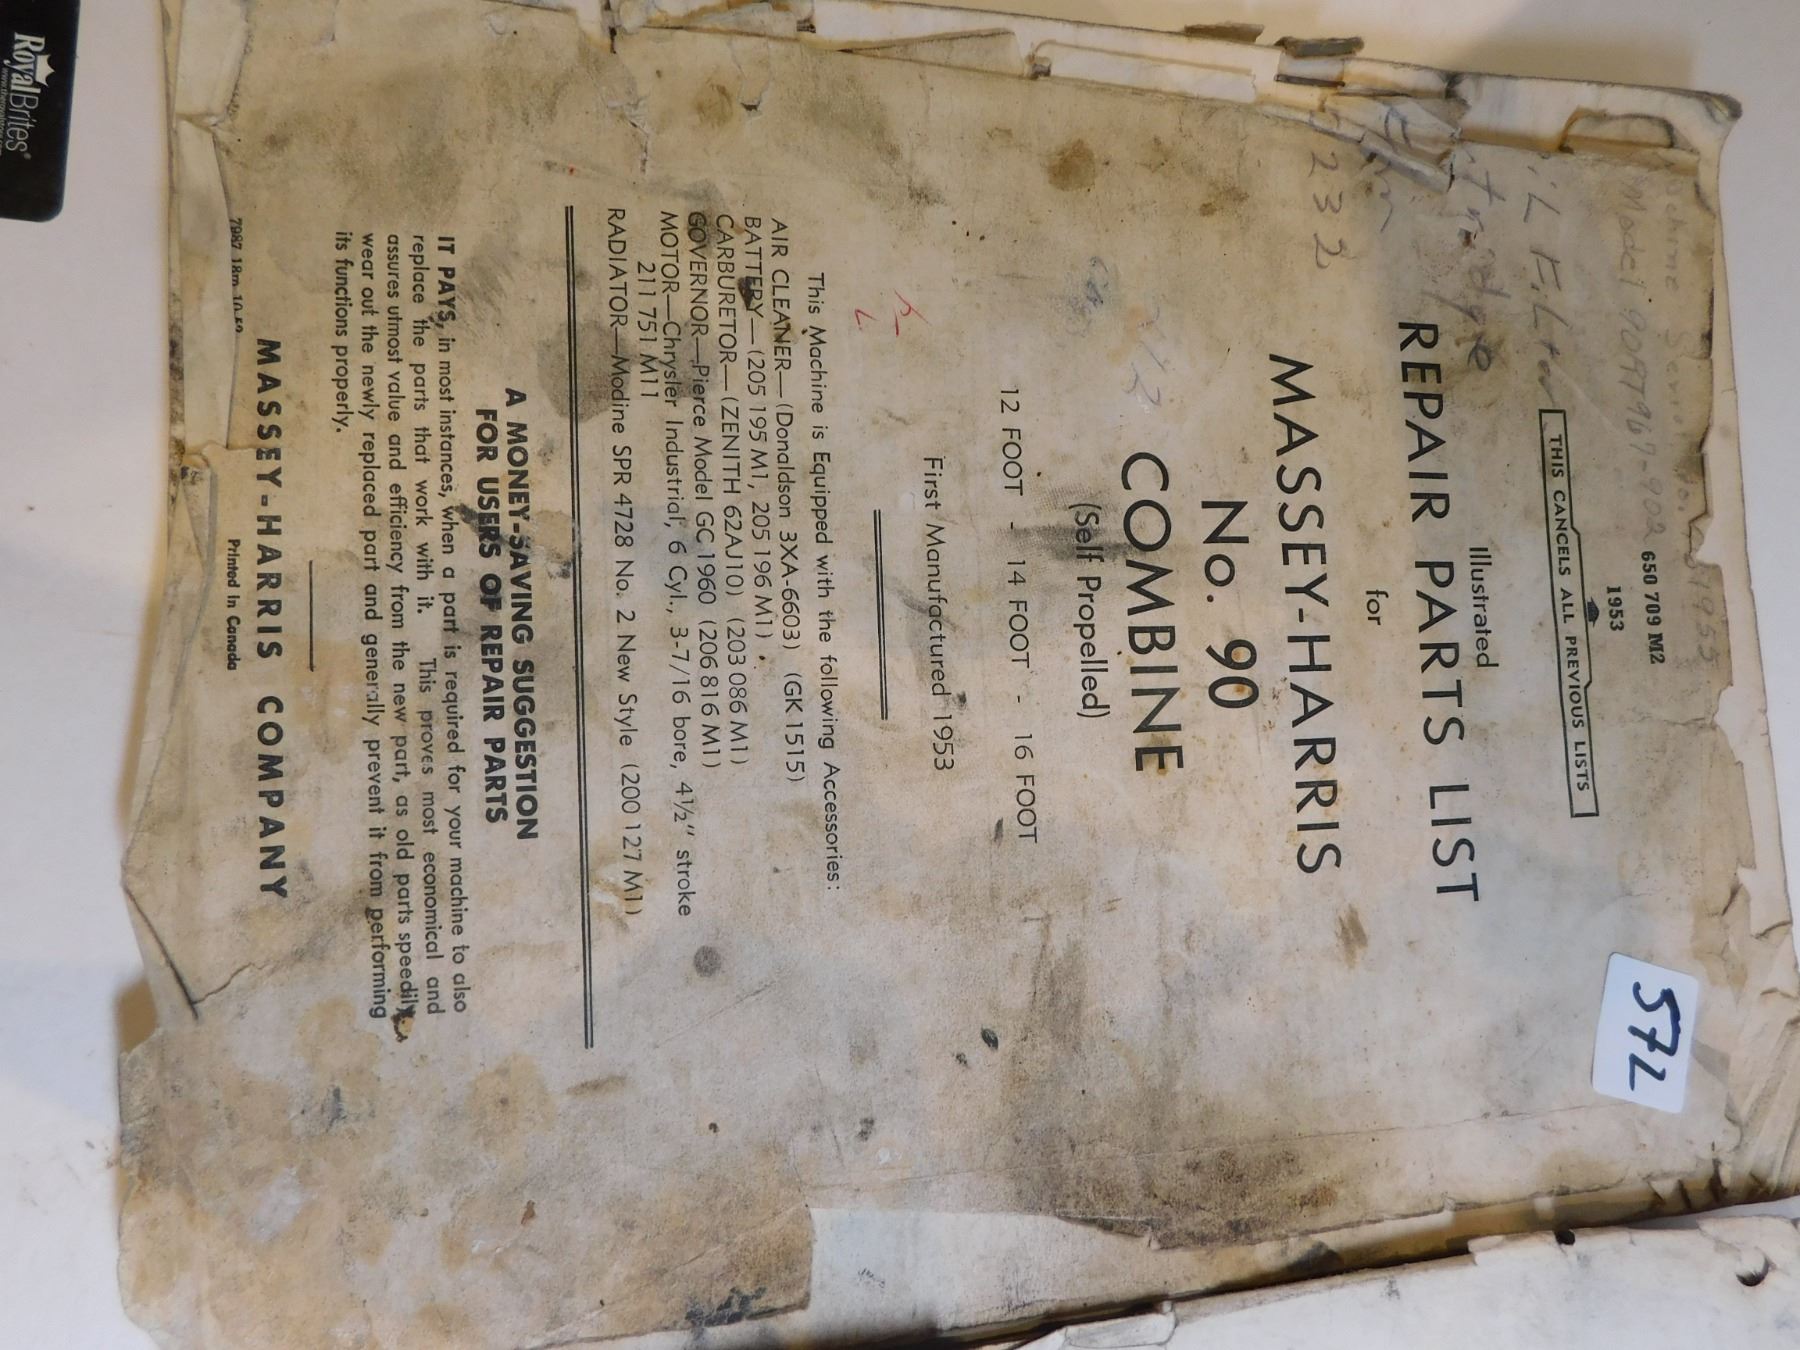 650 709 M2
1953
THIS CANCELS ALL PREVIOUS LISTS
Illustrated
REPAIR PARTS LIST
for
MASSEY-HARRIS
No. 90
COMBINE
(Self Propelled)
12 FOOT - 14 FOOT - 16 FOOT
First Manufactured 1953
This Machine is Equipped with the following Accessories:
AIR CLEANER—(Donaldson 3XA-6603) (GK 1515)
BATTERY—(205 195 M1, 205 196 M1)
CARBURETOR—(ZENITH 62AJ10) (203 086 M1)
GOVERNOR—Pierce Model GC 1960 (206 816 M1)
MOTOR—Chrysler Industrial, 6 Cyl., 3-7/16 bore, 4½" stroke
211 751 M11
RADIATOR—Modine SPR 4728 No. 2 New Style (200 127 M1)
A MONEY-SAVING SUGGESTION
FOR USERS OF REPAIR PARTS
IT PAYS, in most instances, when a part is required for your machine to also
replace the parts that work with it. This proves most economical and
assures utmost value and efficiency from the new part, as old parts speedily
wear out the newly replaced part and generally prevent it from performing
its functions properly.
MASSEY-HARRIS COMPANY
7987 18m 10-52
Printed in Canada
Model 90
Filter
232
572
RoyalBrites